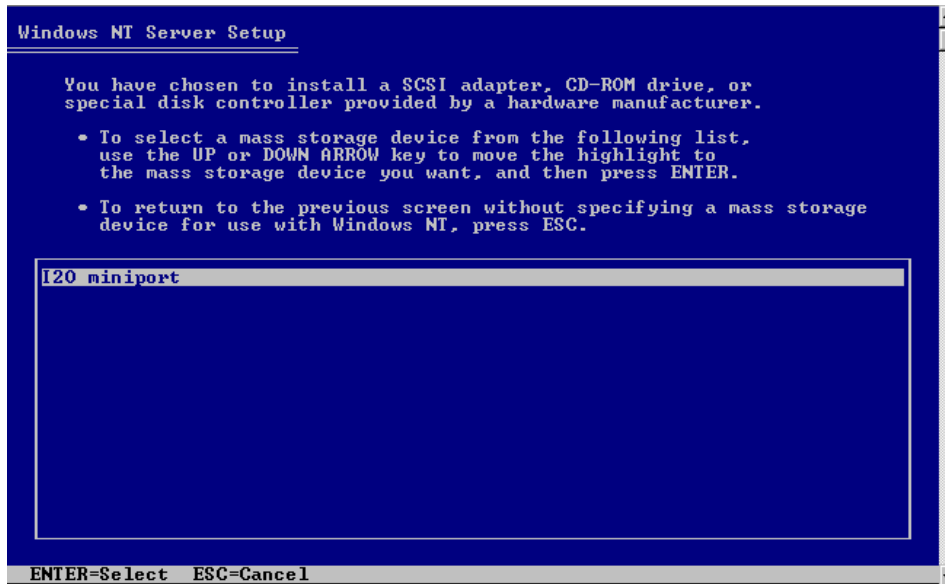 Windows NT Server Setup
You have chosen to install a SCSI adapter, CD-ROM drive, or
special disk controller provided by a hardware manufacturer.
• To select a mass storage device from the following list,
use the UP or DOWN ARROW key to move the highlight to
the mass storage device you want, and then press ENTER.
• To return to the previous screen without specifying a mass storage
device for use with Windows NT, press ESC.
I2O miniport
ENTER=Select ESC=Cancel